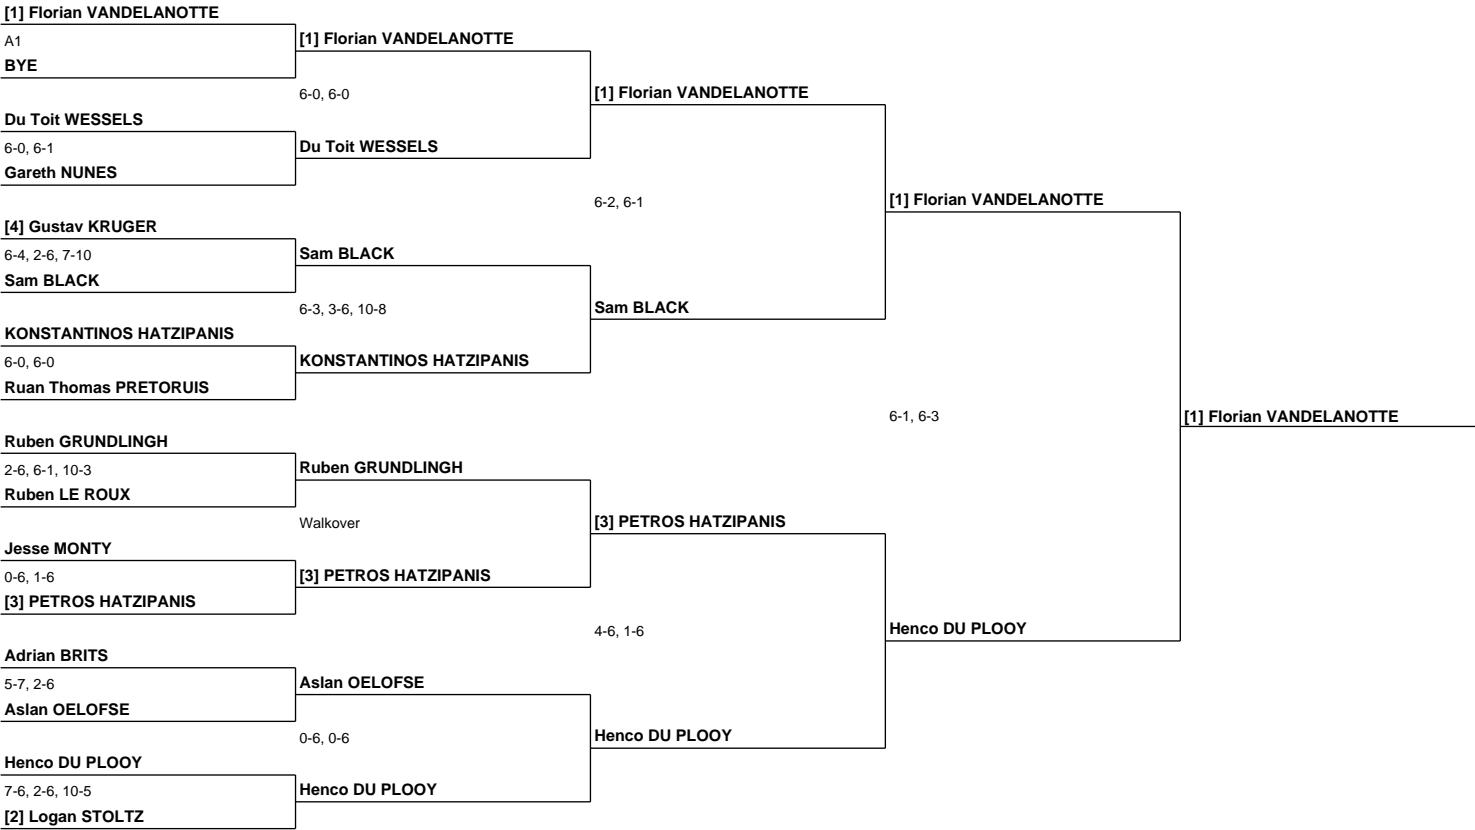 [1] Florian VANDELANOTTE
A1
BYE
Du Toit WESSELS
6-0, 6-1
Gareth NUNES
[4] Gustav KRUGER
6-4, 2-6, 7-10
Sam BLACK
KONSTANTINOS HATZIPANIS
6-0, 6-0
Ruan Thomas PRETORUIS
Ruben GRUNDLINGH
2-6, 6-1, 10-3
Ruben LE ROUX
Jesse MONTY
0-6, 1-6
[3] PETROS HATZIPANIS
Adrian BRITS
5-7, 2-6
Aslan OELOFSE
Henco DU PLOOY
7-6, 2-6, 10-5
[2] Logan STOLTZ
[1] Florian VANDELANOTTE
6-0, 6-0
Du Toit WESSELS
Sam BLACK
6-3, 3-6, 10-8
KONSTANTINOS HATZIPANIS
Ruben GRUNDLINGH
Walkover
[3] PETROS HATZIPANIS
Aslan OELOFSE
0-6, 0-6
Henco DU PLOOY
[1] Florian VANDELANOTTE
6-2, 6-1
Sam BLACK
[3] PETROS HATZIPANIS
4-6, 1-6
Henco DU PLOOY
[1] Florian VANDELANOTTE
6-1, 6-3
Henco DU PLOOY
[1] Florian VANDELANOTTE